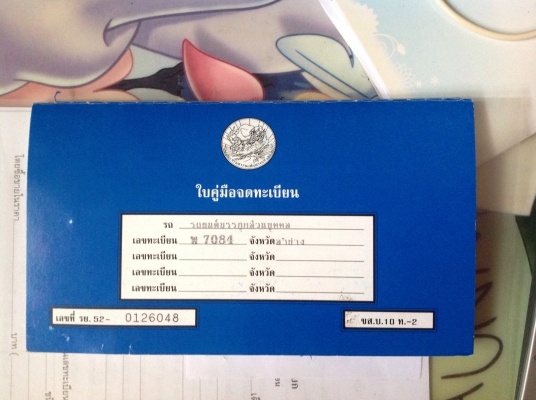 ใบคู่มือจดทะเบียน
รถ รถยนต์บรรทุกส่วนบุคคล
เลขทะเบียน พ 7084 จังหวัด ลำปาง
เลขทะเบียน จังหวัด
เลขทะเบียน จังหวัด
เลขทะเบียน จังหวัด
เลขที่ รย. 52- 0126048
ขส.บ.10 ท.-2